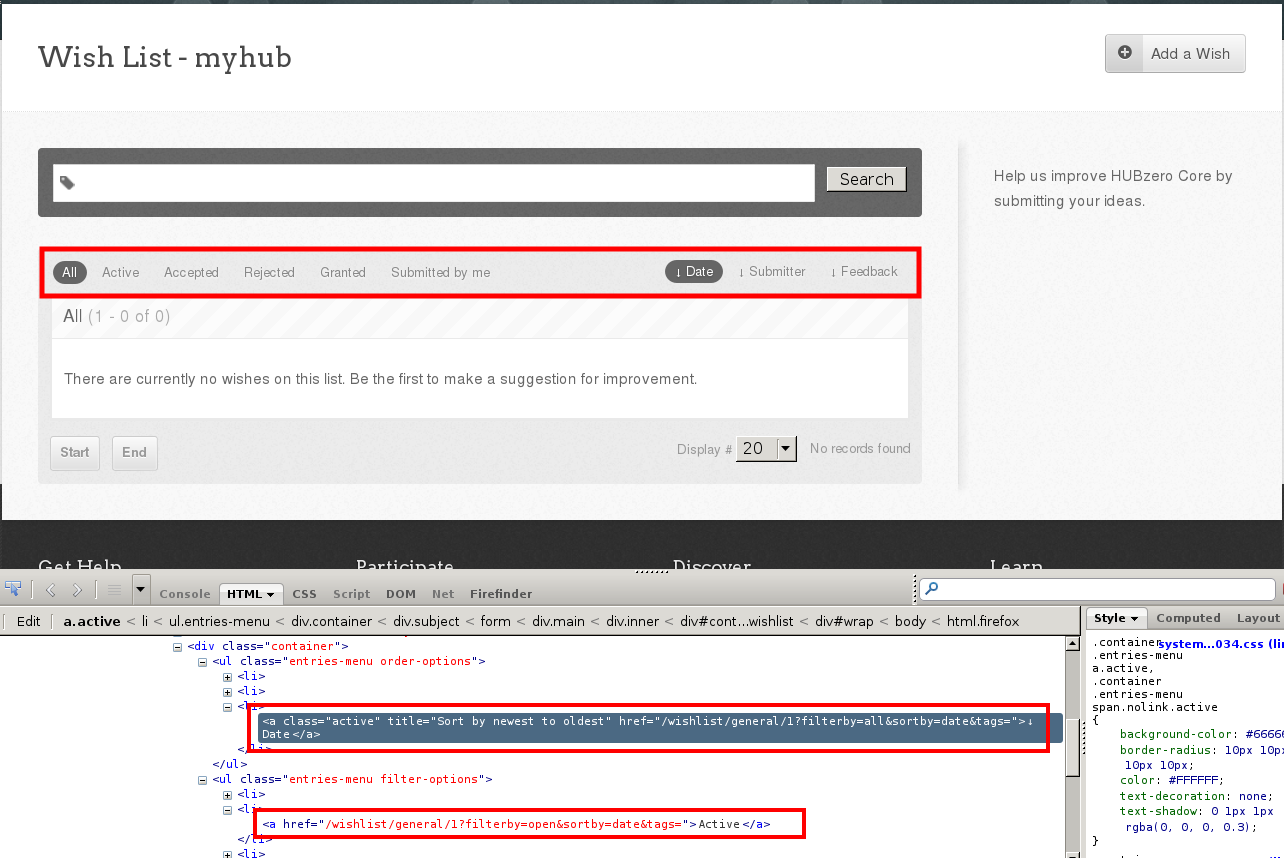 Wish List - myhub
Add a Wish
Search
Help us improve HUBzero Core by
submitting your ideas.
All Active Accepted Rejected Granted Submitted by me ↓ Date ↓ Submitter ↓ Feedback
All (1 - 0 of 0)
There are currently no wishes on this list. Be the first to make a suggestion for improvement.
Start End Display # 20 No records found
Get Help Participate Discover Learn
Console HTML CSS Script DOM Net Firefinder
Edit a.active < li < ul.entries-menu < div.container < div.subject < form < div.main < div.inner < div#cont...wishlist < div#wrap < body < html.firefox
<div class="container">
<ul class="entries-menu order-options">
<li>
<li>
<li>
<a class="active" title="Sort by newest to oldest" href="/wishlist/general/1?filterby=all&sortby=date&tags=">↓
Date</a>
</li>
</ul>
<ul class="entries-menu filter-options">
<li>
<li>
<a href="/wishlist/general/1?filterby=open&sortby=date&tags=">Active</a>
</li>
<li>
Style Computed Layout
.container system...034.css (lin
.entries-menu
a.active,
.container
.entries-menu
span.nolink.active
{
background-color: #66666
border-radius: 10px 10px
10px 10px;
color: #FFFFFF;
text-decoration: none;
text-shadow: 0 1px 1px
rgba(0, 0, 0, 0.3);
}